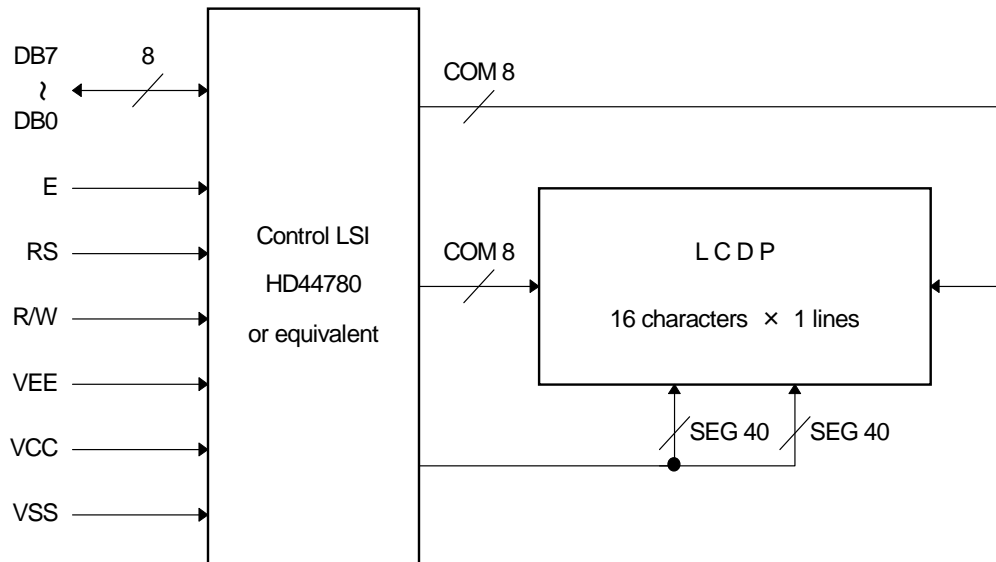 DB7
~
DB0
8
E
RS
R/W
VEE
VCC
VSS
Control LSI
HD44780
or equivalent
COM 8
COM 8
L C D P
16 characters × 1 lines
SEG 40
SEG 40